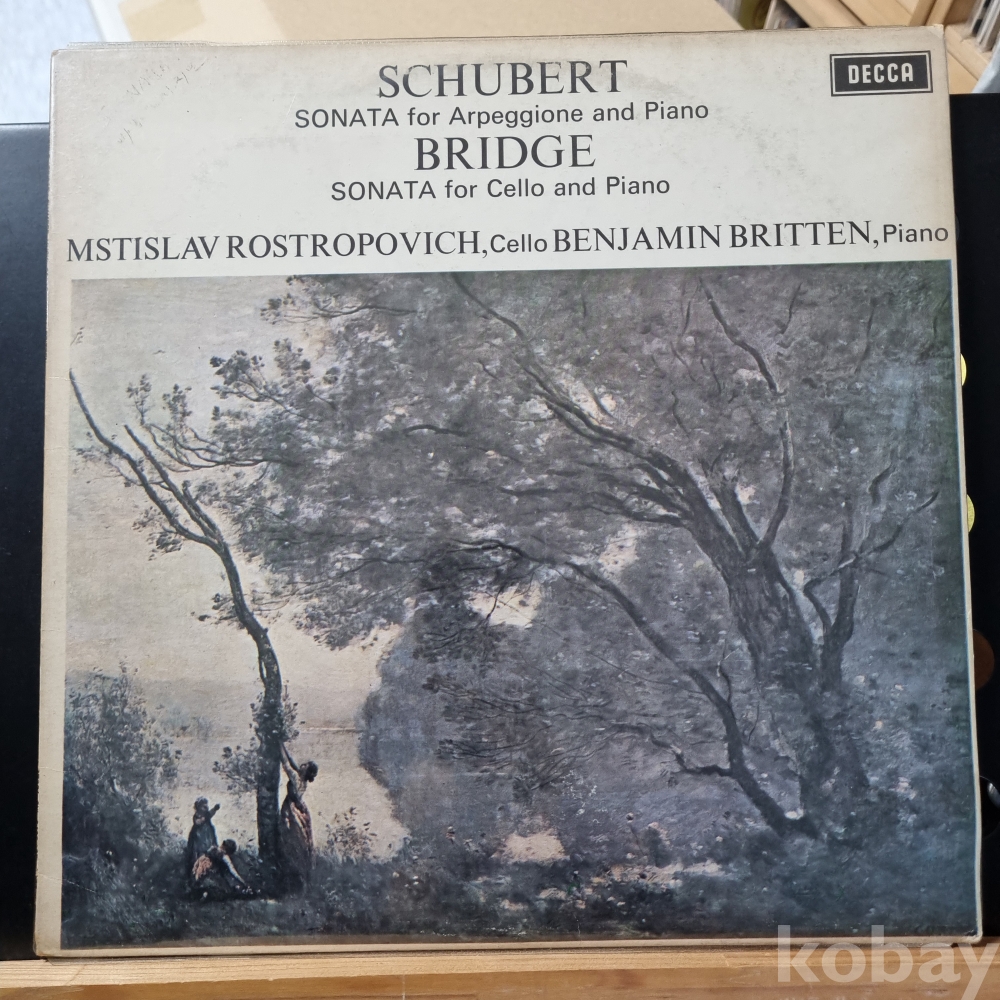 SCHUBERT
DECCA
SONATA for Arpeggione and Piano
BRIDGE
SONATA for Cello and Piano
MSTISLAV ROSTROPOVICH, Cello BENJAMIN BRITTEN, Piano
kobay